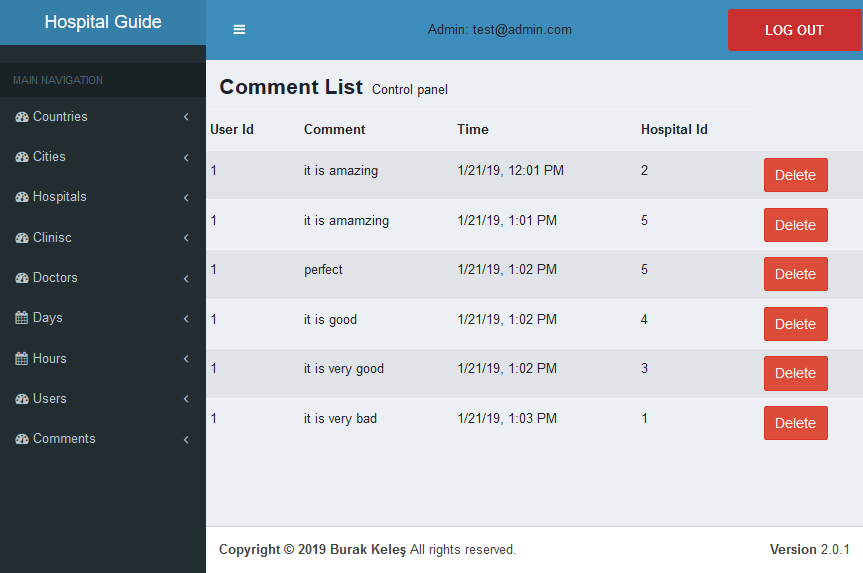 Hospital Guide
Admin: test@admin.com
LOG OUT
MAIN NAVIGATION
Countries
Cities
Hospitals
Clinisc
Doctors
Days
Hours
Users
Comments
Comment List Control panel
User Id Comment Time Hospital Id
1 it is amazing 1/21/19, 12:01 PM 2 Delete
1 it is amamzing 1/21/19, 1:01 PM 5 Delete
1 perfect 1/21/19, 1:02 PM 5 Delete
1 it is good 1/21/19, 1:02 PM 4 Delete
1 it is very good 1/21/19, 1:02 PM 3 Delete
1 it is very bad 1/21/19, 1:03 PM 1 Delete
Copyright © 2019 Burak Keleş All rights reserved.
Version 2.0.1